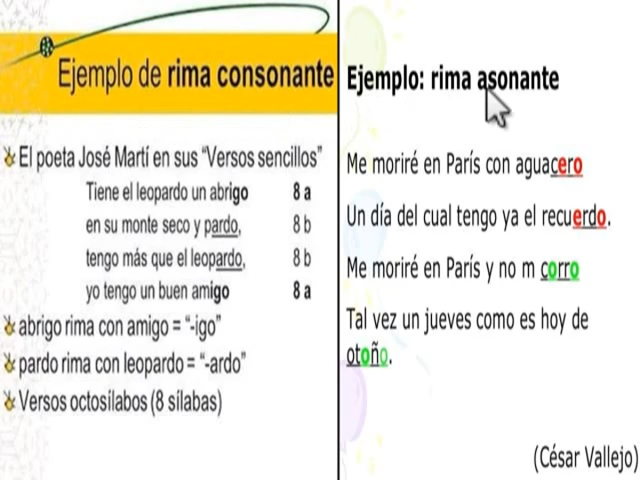 Ejemplo de rima consonante
El poeta José Martí en sus “Versos sencillos”
Tiene el leopardo un abrigo 8 a
en su monte seco y pardo, 8 b
tengo más que el leopardo, 8 b
yo tengo un buen amigo 8 a
abrigo rima con amigo = “-igo”
pardo rima con leopardo = “-ardo”
Versos octosílabos (8 sílabas)
Ejemplo: rima asonante
Me moriré en París con aguacero
Un día del cual tengo ya el recuerdo.
Me moriré en París y no m corro
Tal vez un jueves como es hoy de
otoño.
(César Vallejo)